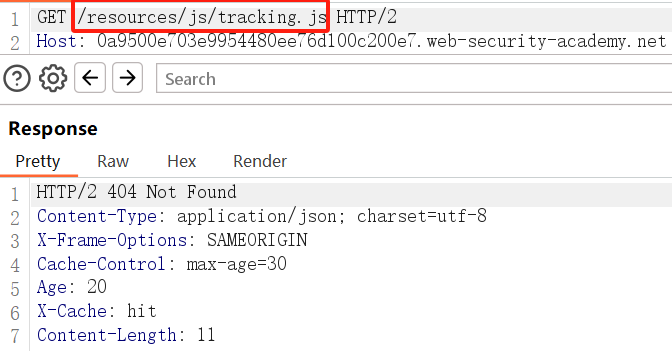 1 GET /resources/js/tracking.js HTTP/2
2 Host: 0a9500e703e9954480ee76d100c200e7.web-security-academy.net
Search
Response
Pretty Raw Hex Render
1 HTTP/2 404 Not Found
2 Content-Type: application/json; charset=utf-8
3 X-Frame-Options: SAMEORIGIN
4 Cache-Control: max-age=30
5 Age: 20
6 X-Cache: hit
7 Content-Length: 11